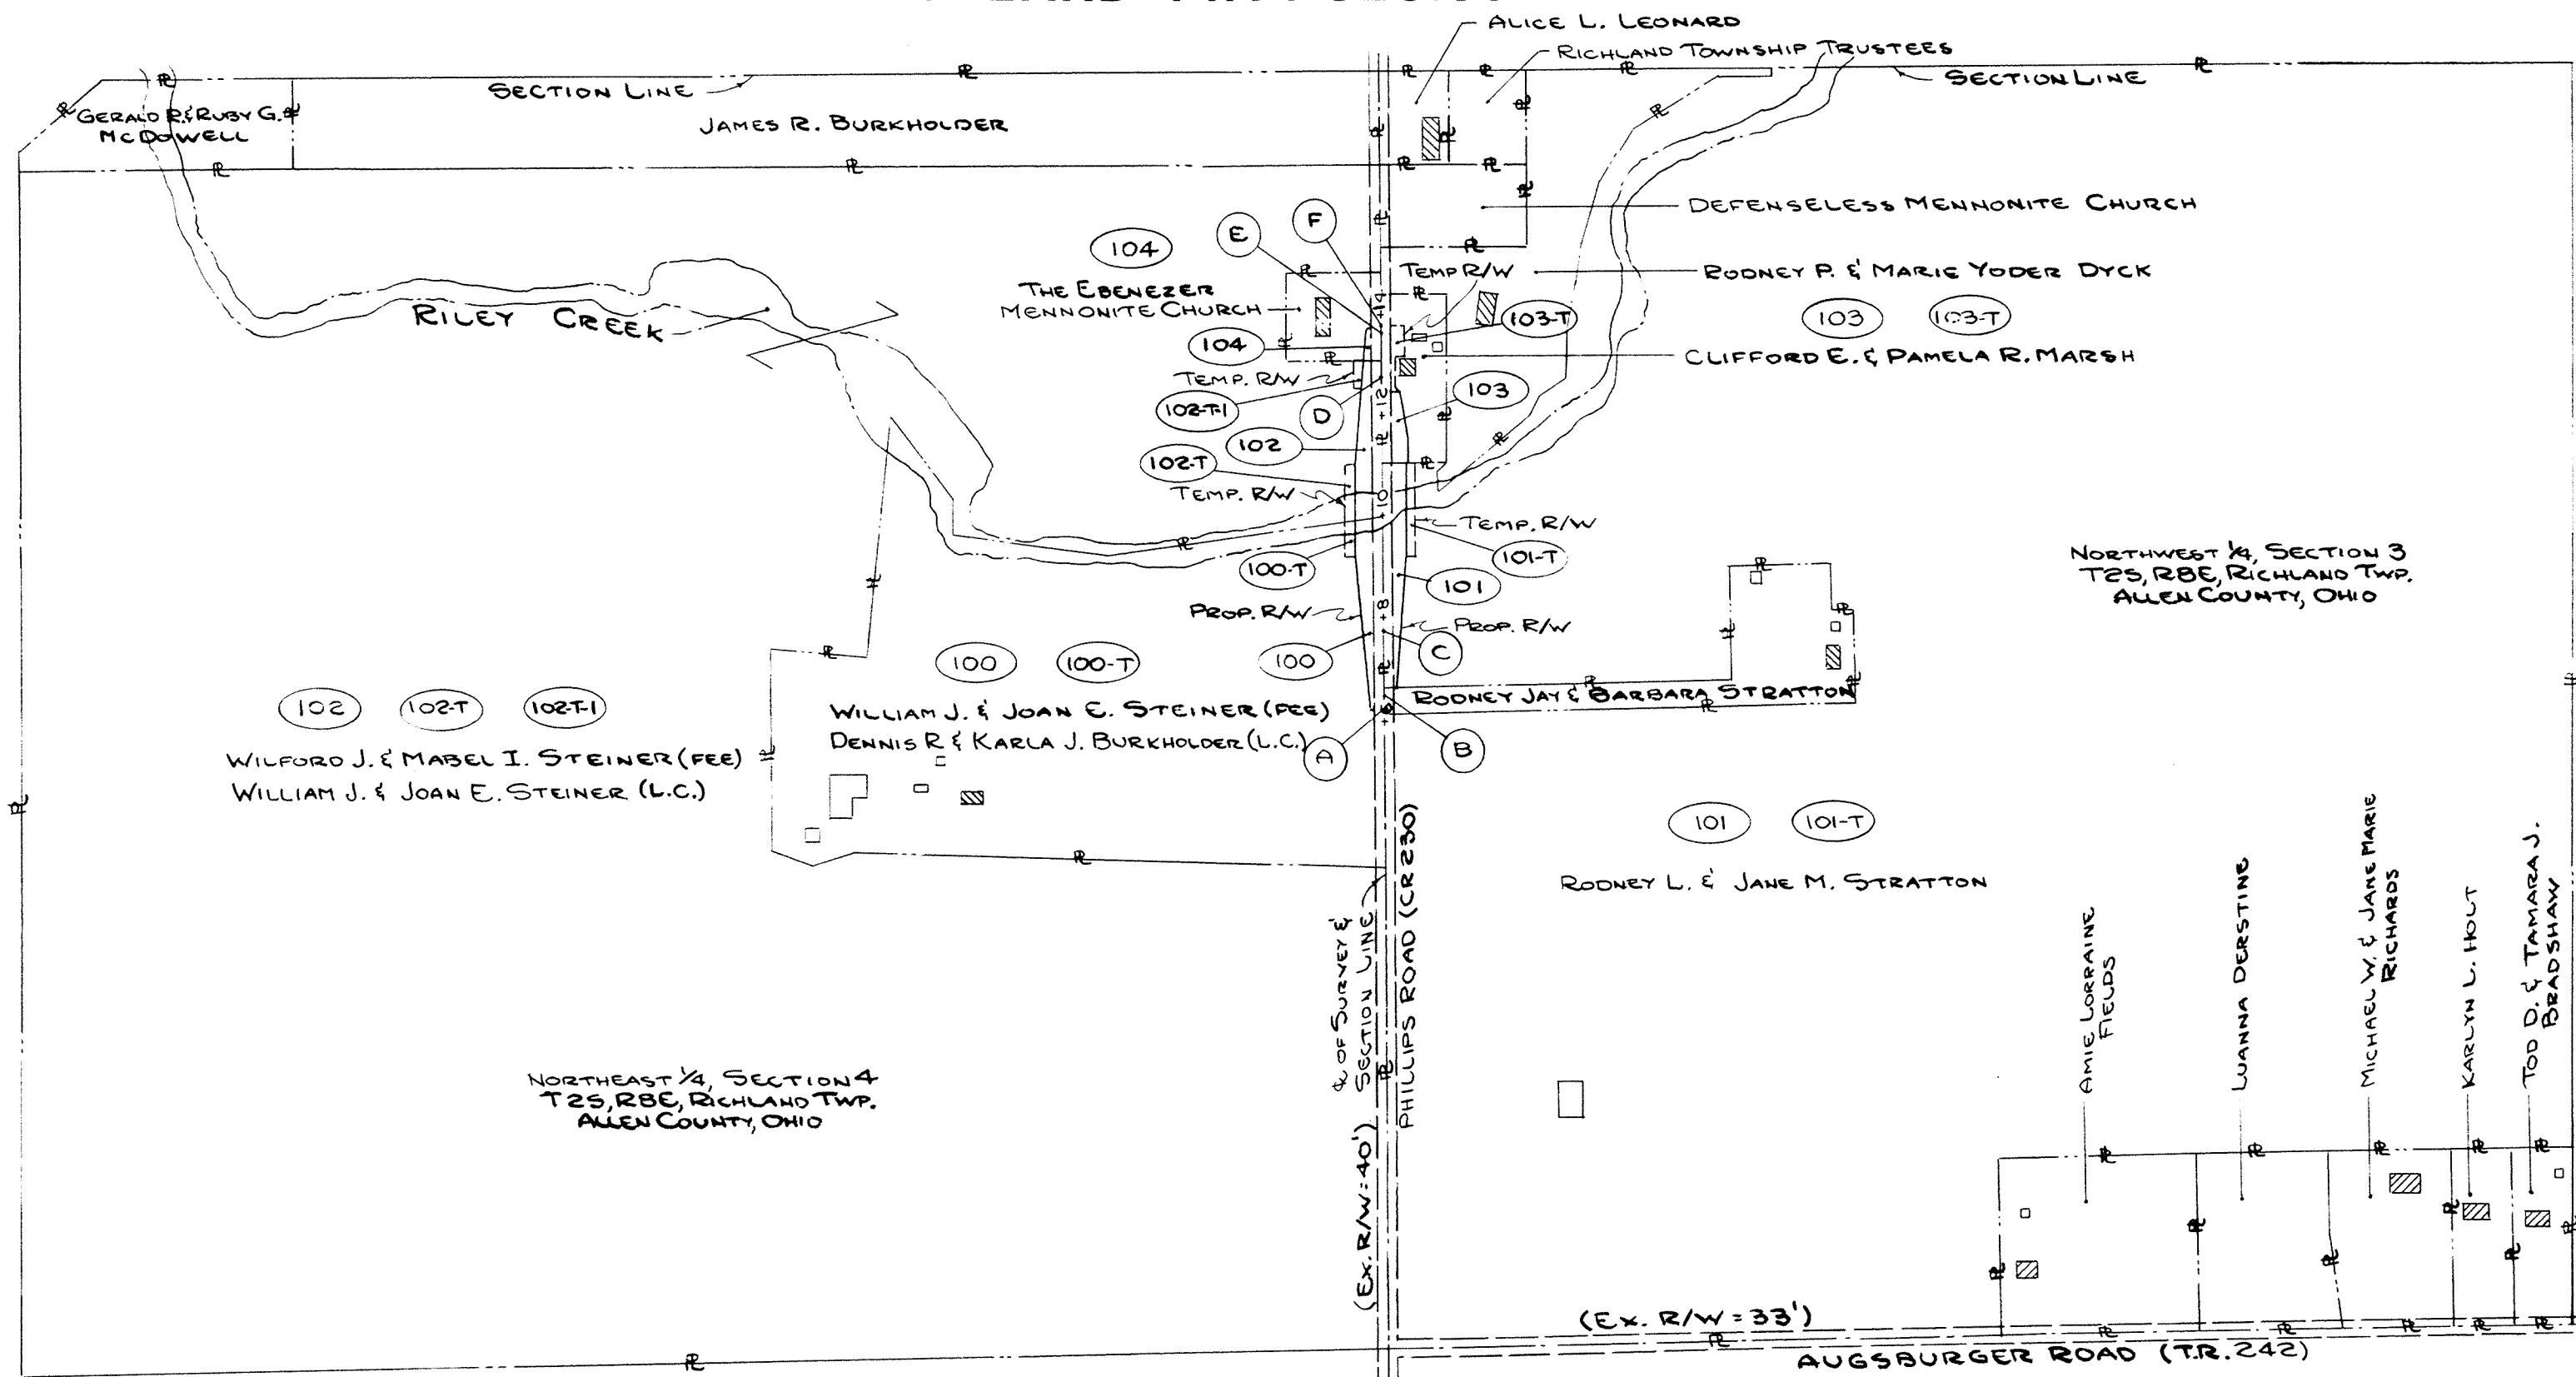 ALICE L. LEONARD
RICHLAND TOWNSHIP TRUSTEES
SECTION LINE
SECTION LINE
GERALD R. & RUBY G.
McDOWELL
JAMES R. BURKHOLDER
DEFENSELESS MENNONITE CHURCH
E
F
104
TEMP R/W
RODNEY P. & MARIE YODER DYCK
THE EBENEZER
MENNONITE CHURCH
14
RILEY CREEK
103-T
103
103-T
104
CLIFFORD E. & PAMELA R. MARSH
TEMP. R/W
102-T-1
D
12
103
102
102-T
TEMP. R/W
10
TEMP. R/W
100-T
101-T
NORTHWEST 1/4, SECTION 3
T2S, R8E, RICHLAND TWP.
ALLEN COUNTY, OHIO
101
PROP. R/W
8
PROP. R/W
C
100
100-T
100
102
102-T
102-T-1
RODNEY JAY & BARBARA STRATTON
WILLIAM J. & JOAN E. STEINER (FEE)
DENNIS R & KARLA J. BURKHOLDER (L.C.)
6
A
B
WILFORD J. & MABEL I. STEINER (FEE)
WILLIAM J. & JOAN E. STEINER (L.C.)
101
101-T
RODNEY L. & JANE M. STRATTON
℄ OF SURVEY &
SECTION LINE
PHILLIPS ROAD (CR 230)
(EX. R/W = 40')
AMIE LORRAINE
FIELDS
LUANNA DERSTINE
MICHAEL W. & JANE MARIE
RICHARDS
KARLYN L. HOLT
TOD D. & TAMARA J.
BRADSHAW
NORTHEAST 1/4, SECTION 4
T2S, R8E, RICHLAND TWP.
ALLEN COUNTY, OHIO
(EX. R/W = 33')
AUGSBURGER ROAD (T.R. 242)